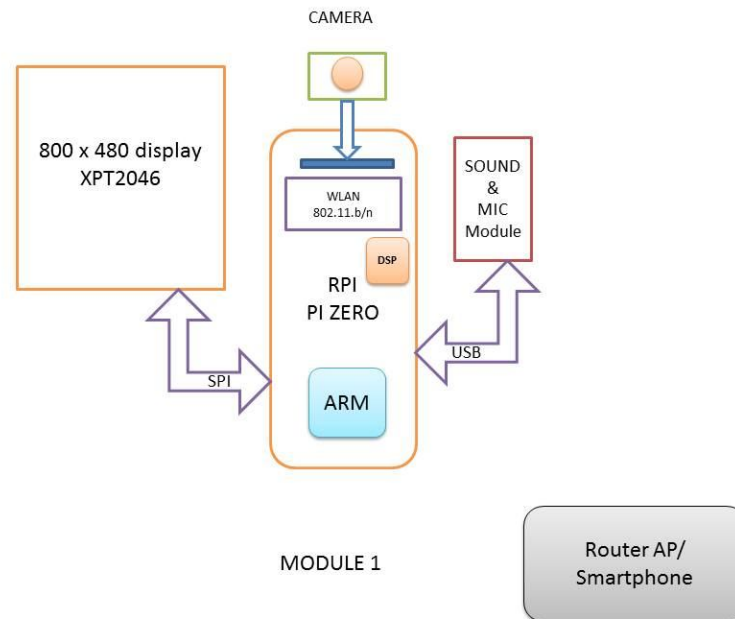 CAMERA
800 x 480 display
XPT2046
WLAN
802.11.b/n
SOUND
&
MIC
Module
DSP
RPI
PI ZERO
USB
SPI
ARM
MODULE 1
Router AP/
Smartphone